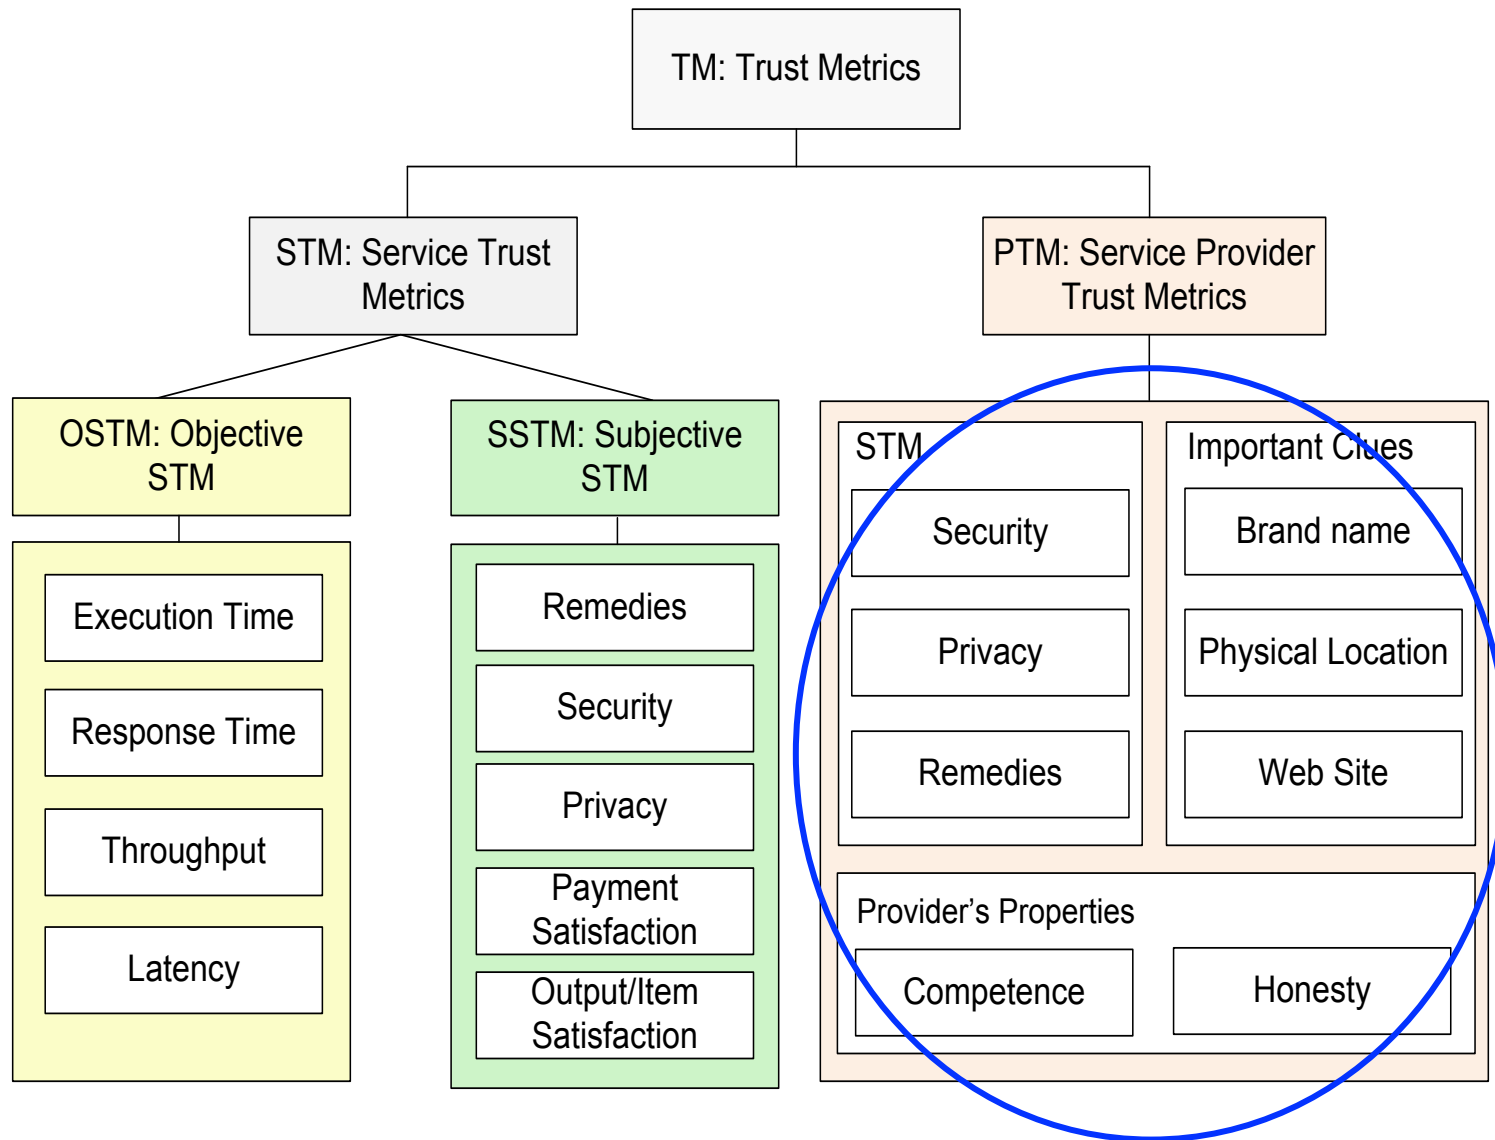 TM: Trust Metrics
STM: Service Trust
Metrics
PTM: Service Provider
Trust Metrics
OSTM: Objective
STM
Execution Time
Response Time
Throughput
Latency
SSTM: Subjective
STM
Remedies
Security
Privacy
Payment
Satisfaction
Output/Item
Satisfaction
STM
Security
Privacy
Remedies
Important Clues
Brand name
Physical Location
Web Site
Provider’s Properties
Competence
Honesty